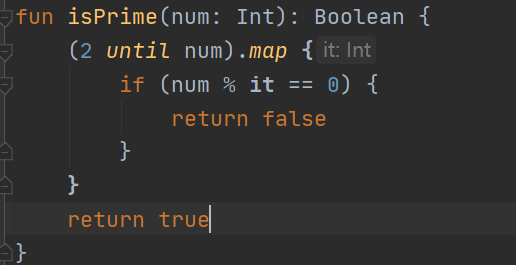 fun isPrime(num: Int): Boolean {
    (2 until num).map { it: Int
        if (num % it == 0) {
            return false
        }
    }
    return true
}